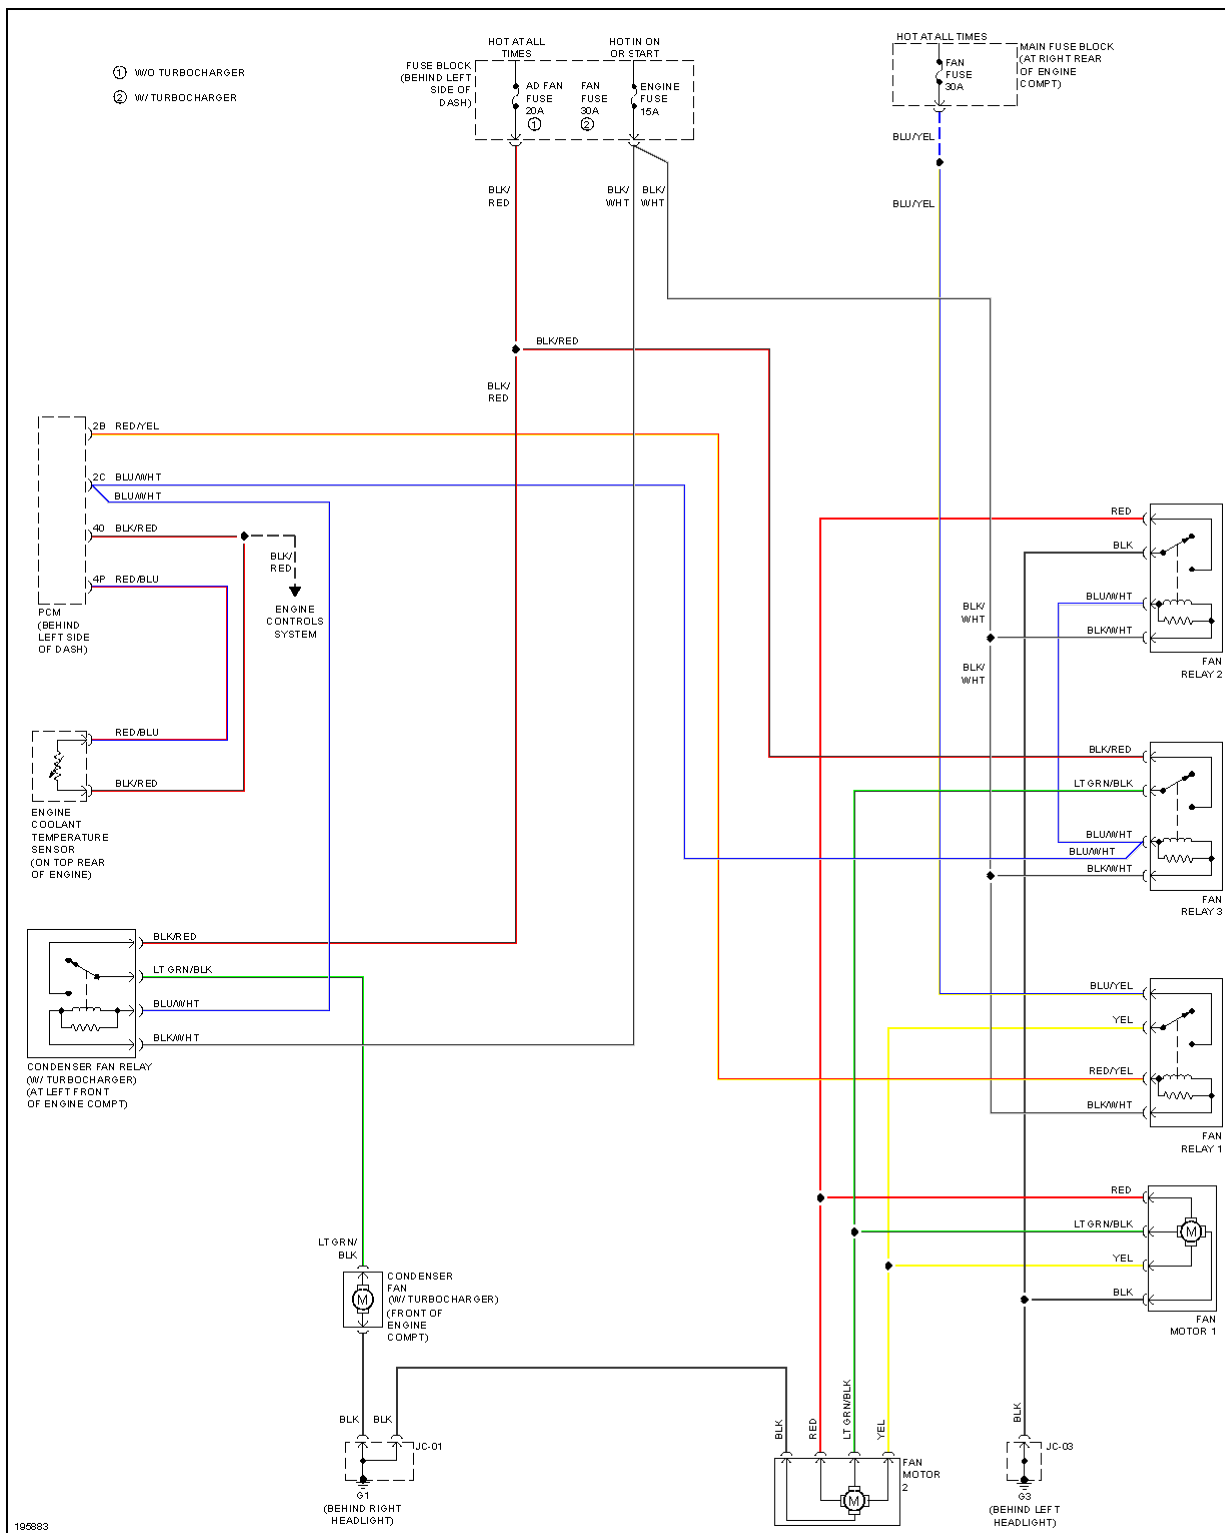 HOT AT ALL
TIMES
HOT IN ON
OR START
HOT AT ALL TIMES
① W/O TURBOCHARGER
② W/ TURBOCHARGER
FUSE BLOCK
(BEHIND LEFT
SIDE OF
DASH)
AD FAN
FUSE
20A
①
FAN
FUSE
30A
②
ENGINE
FUSE
15A
FAN
FUSE
30A
MAIN FUSE BLOCK
(AT RIGHT REAR
OF ENGINE
COMPT)
BLU/YEL
BLK/
RED
BLK/
WHT
BLK/
WHT
BLU/YEL
BLK/RED
BLK/
RED
2B RED/YEL
2C BLU/WHT
BLU/WHT
4O BLK/RED
4P RED/BLU
BLK/
RED
ENGINE
CONTROLS
SYSTEM
PCM
(BEHIND
LEFT SIDE
OF DASH)
RED
BLK
BLU/WHT
BLK/WHT
FAN
RELAY 2
BLK/
WHT
BLK/
WHT
RED/BLU
BLK/RED
ENGINE
COOLANT
TEMPERATURE
SENSOR
(ON TOP REAR
OF ENGINE)
BLK/RED
LT GRN/BLK
BLU/WHT
BLU/WHT
BLK/WHT
FAN
RELAY 3
BLK/RED
LT GRN/BLK
BLU/WHT
BLK/WHT
CONDENSER FAN RELAY
(W/ TURBOCHARGER)
(AT LEFT FRONT
OF ENGINE COMPT)
BLU/YEL
YEL
RED/YEL
BLK/WHT
FAN
RELAY 1
RED
LT GRN/BLK
YEL
BLK
M
FAN
MOTOR 1
LT GRN/
BLK
M
CONDENSER
FAN
(W/ TURBOCHARGER)
(FRONT OF
ENGINE
COMPT)
BLK
BLK
JC-01
G1
(BEHIND RIGHT
HEADLIGHT)
BLK
RED
LT GRN/BLK
YEL
M
FAN
MOTOR
2
BLK
JC-03
G3
(BEHIND LEFT
HEADLIGHT)
195883